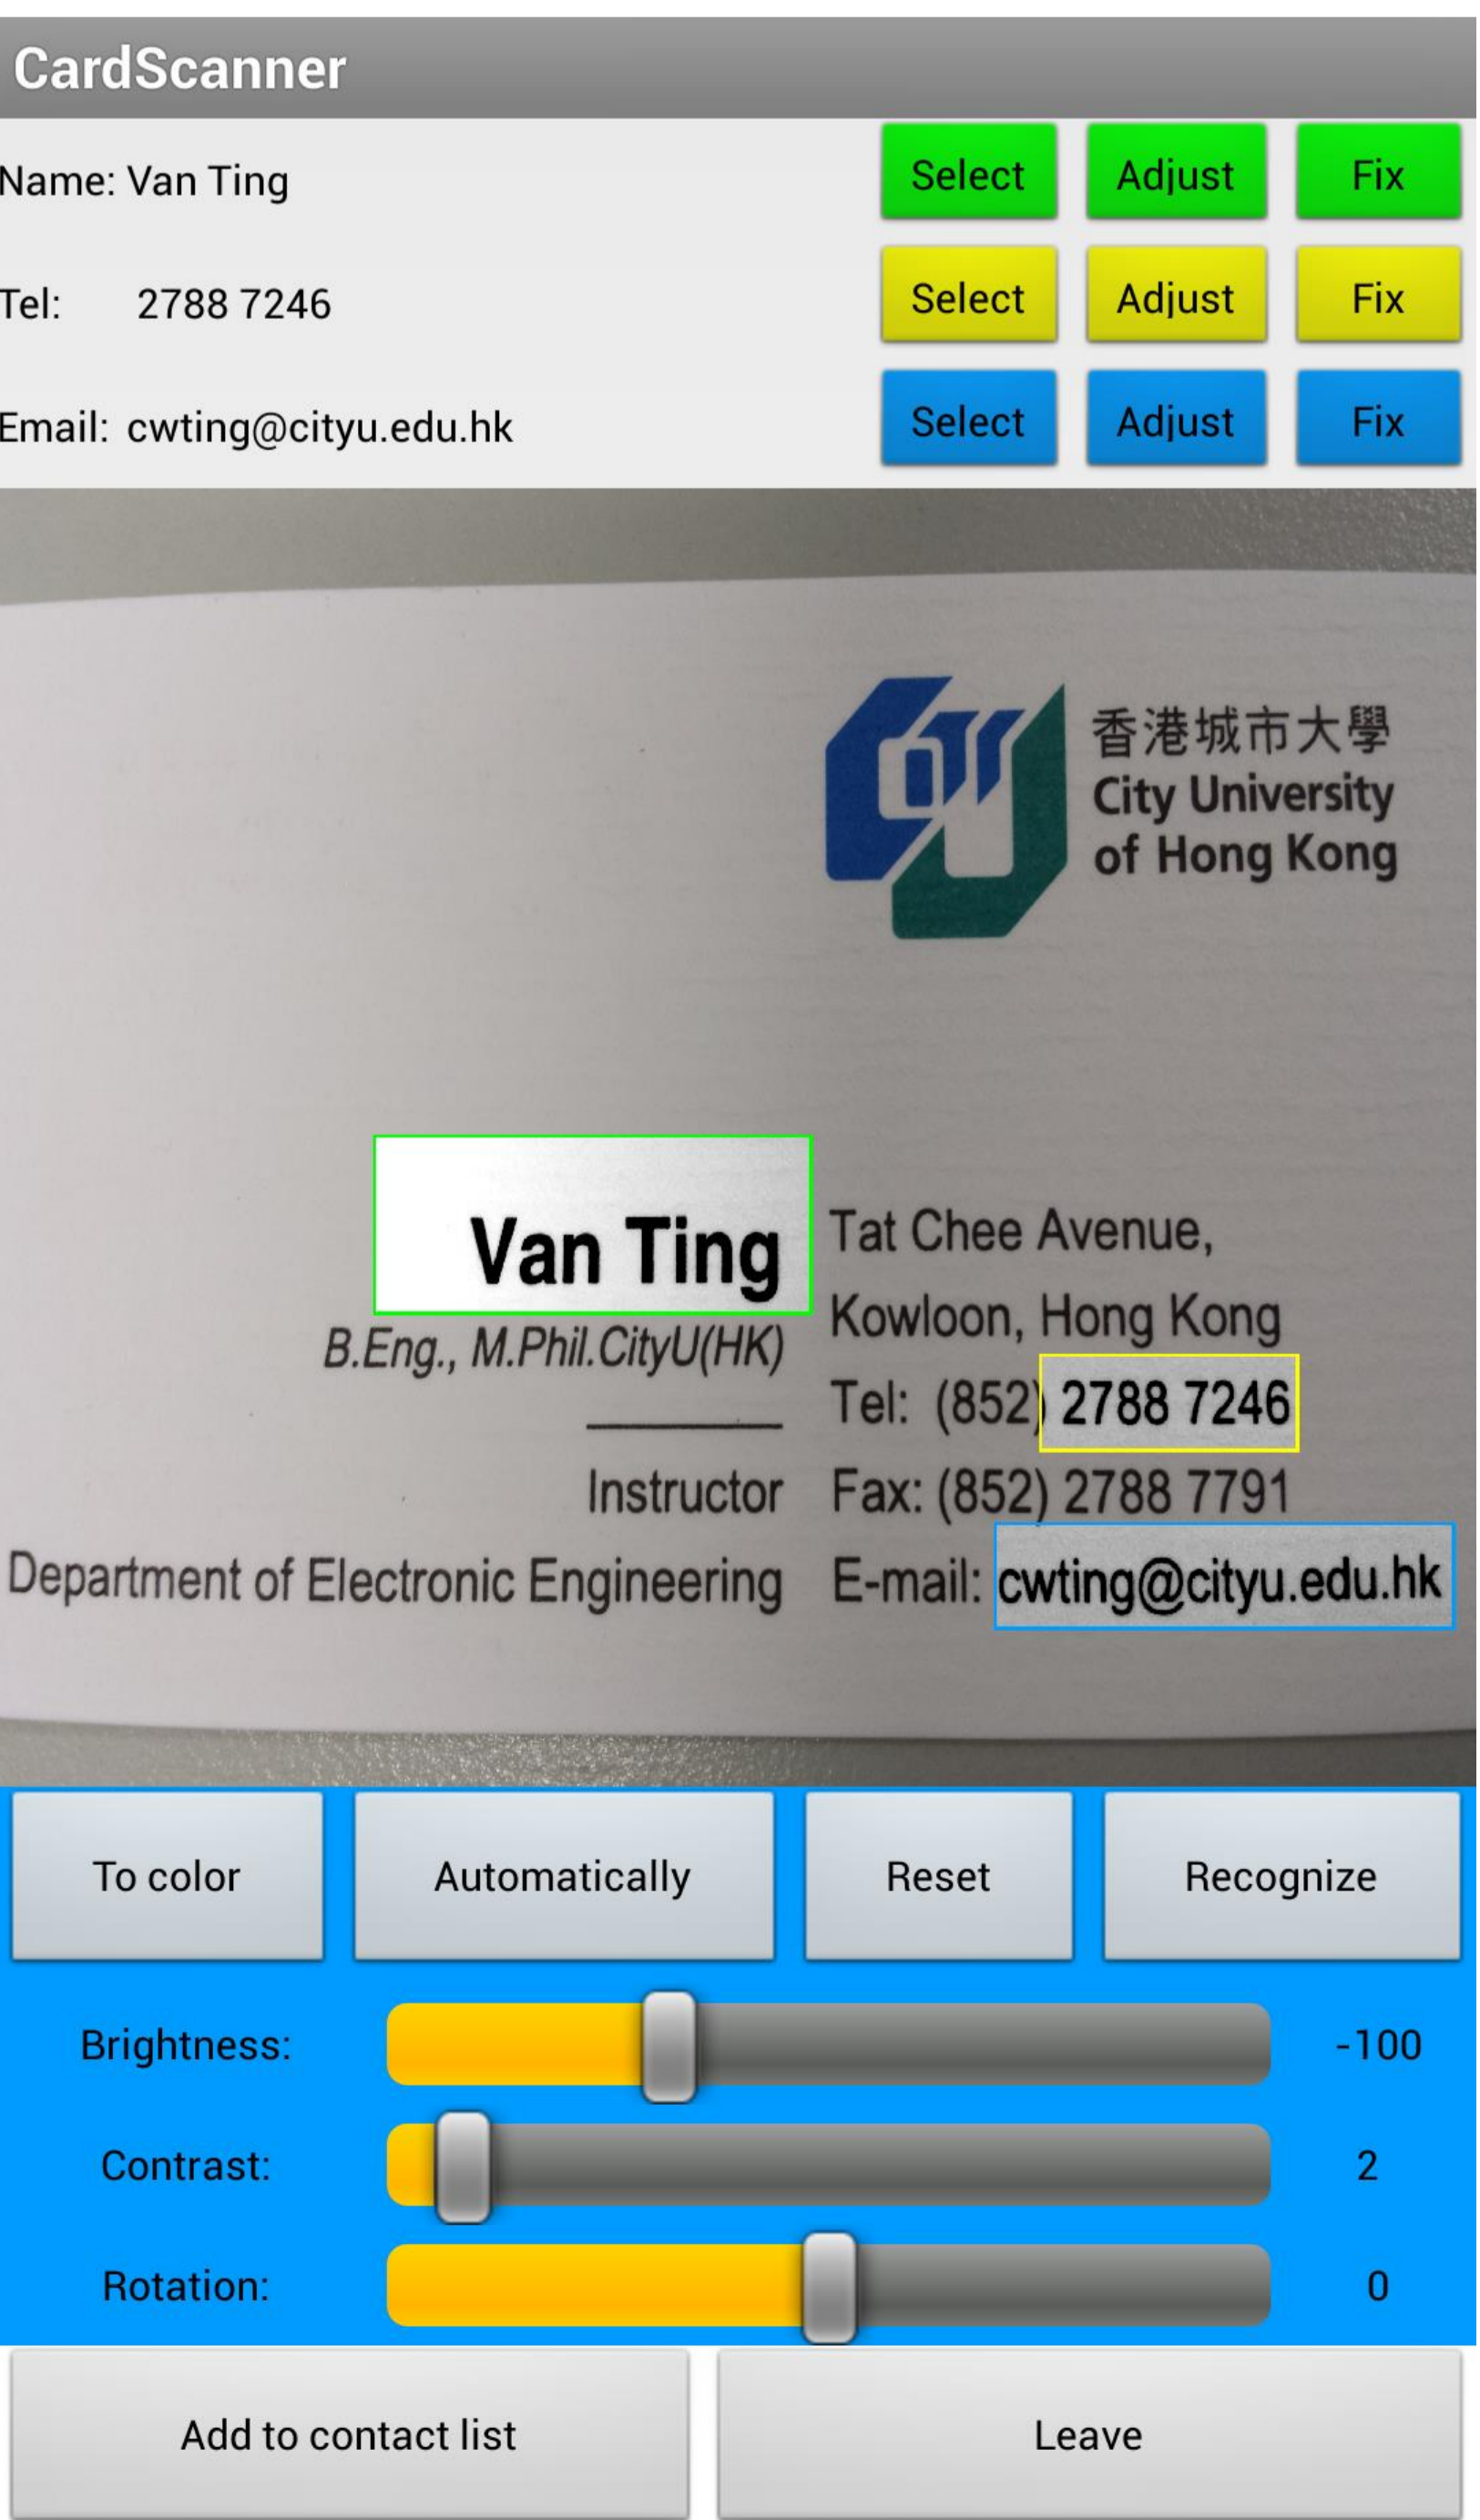 CardScanner
Name: Van Ting Select Adjust Fix
Tel: 2788 7246 Select Adjust Fix
Email: cwting@cityu.edu.hk Select Adjust Fix
CityU
香港城市大學
City University
of Hong Kong
Van Ting
B.Eng., M.Phil.CityU(HK)
Instructor
Department of Electronic Engineering
Tat Chee Avenue,
Kowloon, Hong Kong
Tel: (852) 2788 7246
Fax: (852) 2788 7791
E-mail: cwting@cityu.edu.hk
To color Automatically Reset Recognize
Brightness: -100
Contrast: 2
Rotation: 0
Add to contact list Leave